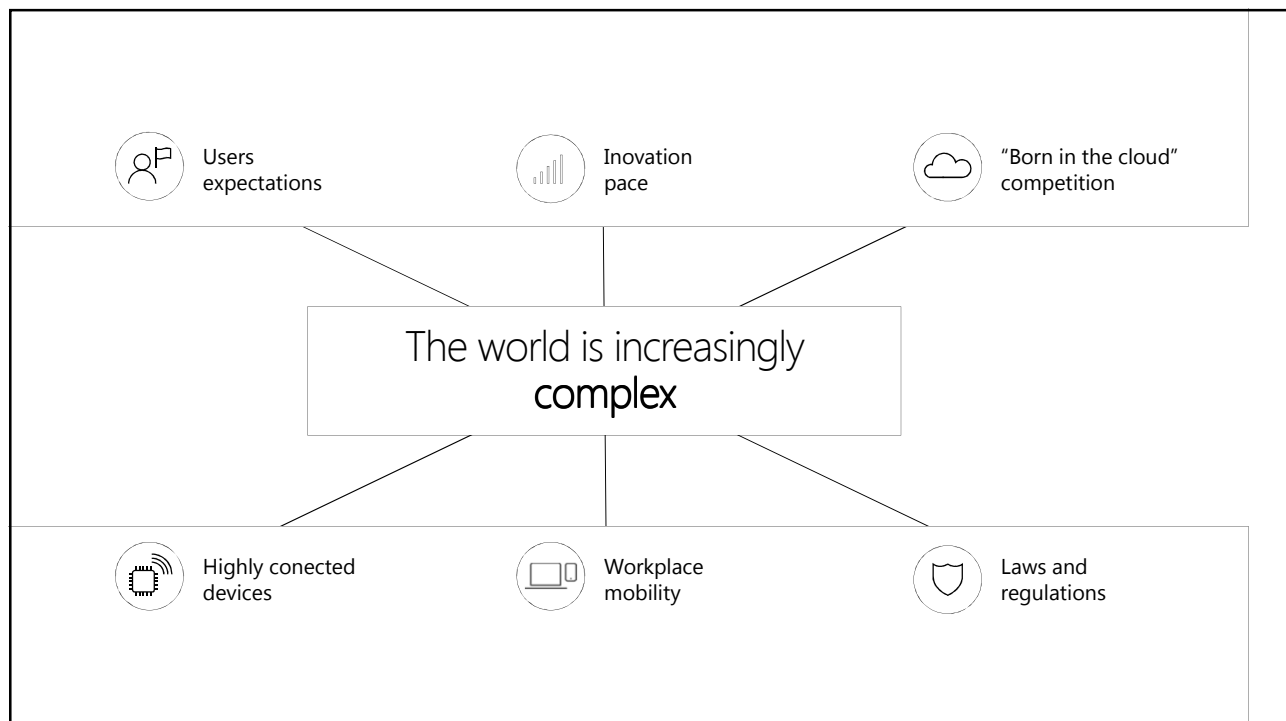 Users
expectations
Inovation
pace
“Born in the cloud”
competition
The world is increasingly
complex
Highly conected
devices
Workplace
mobility
Laws and
regulations